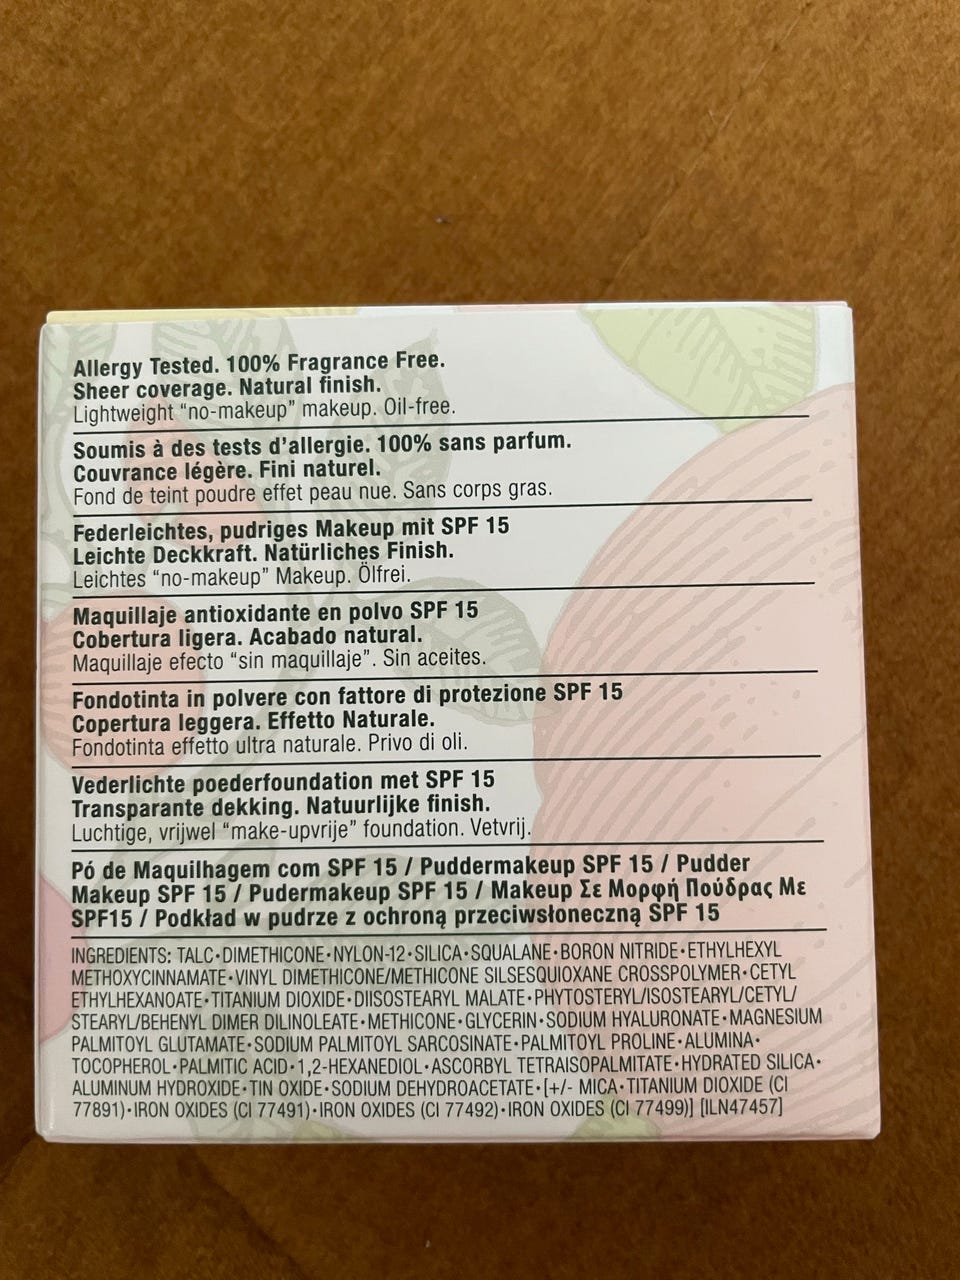 Allergy Tested. 100% Fragrance Free.
Sheer coverage. Natural finish.
Lightweight “no-makeup” makeup. Oil-free.
Soumis à des tests d’allergie. 100% sans parfum.
Couvrance légère. Fini naturel.
Fond de teint poudre effet peau nue. Sans corps gras.
Federleichtes, pudriges Makeup mit SPF 15
Leichte Deckkraft. Natürliches Finish.
Leichtes “no-makeup” Makeup. Ölfrei.
Maquillaje antioxidante en polvo SPF 15
Cobertura ligera. Acabado natural.
Maquillaje efecto “sin maquillaje”. Sin aceites.
Fondotinta in polvere con fattore di protezione SPF 15
Copertura leggera. Effetto Naturale.
Fondotinta effetto ultra naturale. Privo di oli.
Vederlichte poederfoundation met SPF 15
Transparante dekking. Natuurlijke finish.
Luchtige, vrijwel “make-upvrije” foundation. Vetvrij.
Pó de Maquilhagem com SPF 15 / Puddermakeup SPF 15 / Pudder
Makeup SPF 15 / Pudermakeup SPF 15 / Makeup Σε Μορφή Πούδρας Με
SPF15 / Podkład w pudrze z ochroną przeciwsłoneczną SPF 15
INGREDIENTS: TALC•DIMETHICONE•NYLON-12•SILICA•SQUALANE•BORON NITRIDE•ETHYLHEXYL
METHOXYCINNAMATE•VINYL DIMETHICONE/METHICONE SILSESQUIOXANE CROSSPOLYMER•CETYL
ETHYLHEXANOATE•TITANIUM DIOXIDE•DIISOSTEARYL MALATE•PHYTOSTERYL/ISOSTEARYL/CETYL/
STEARYL/BEHENYL DIMER DILINOLEATE•METHICONE•GLYCERIN•SODIUM HYALURONATE•MAGNESIUM
PALMITOYL GLUTAMATE•SODIUM PALMITOYL SARCOSINATE•PALMITOYL PROLINE•ALUMINA•
TOCOPHEROL•PALMITIC ACID•1,2-HEXANEDIOL•ASCORBYL TETRAISOPALMITATE•HYDRATED SILICA•
ALUMINUM HYDROXIDE•TIN OXIDE•SODIUM DEHYDROACETATE•[+/- MICA•TITANIUM DIOXIDE (CI
77891)•IRON OXIDES (CI 77491)•IRON OXIDES (CI 77492)•IRON OXIDES (CI 77499)] [ILN47457]